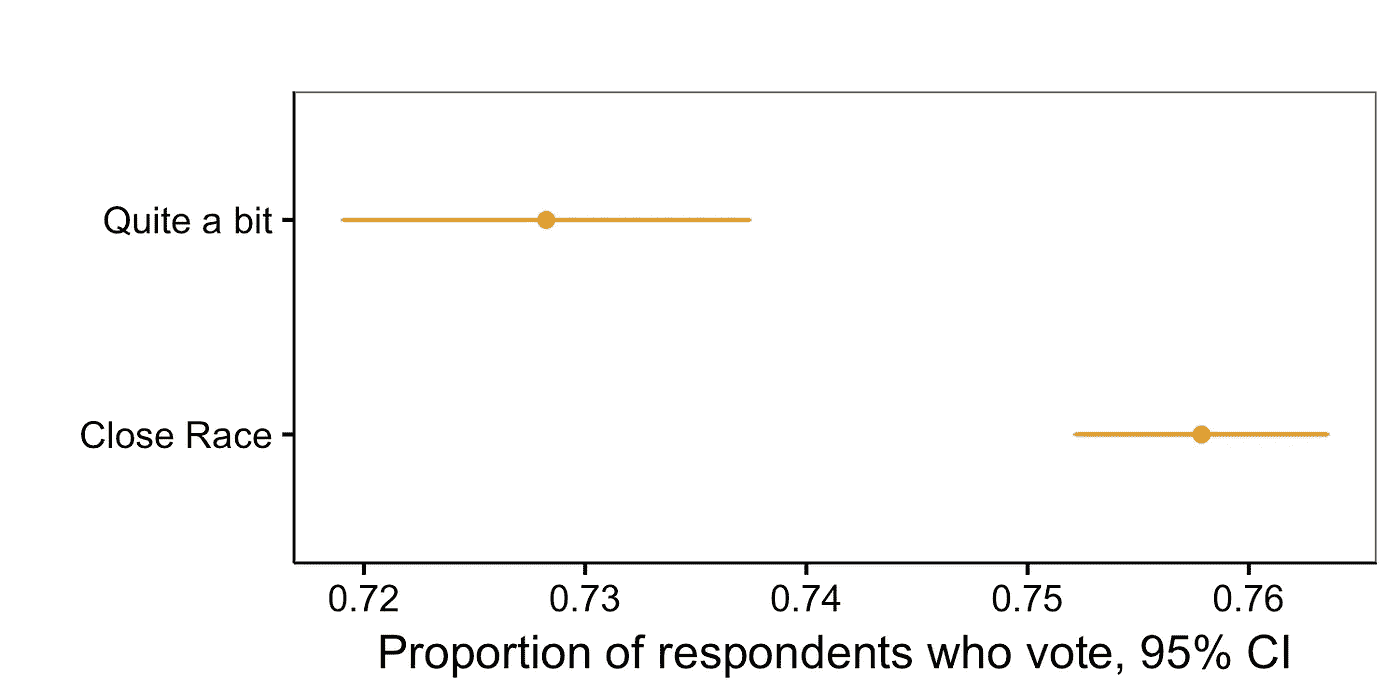 Quite a bit
Close Race
0.72 0.73 0.74 0.75 0.76
Proportion of respondents who vote, 95% CI